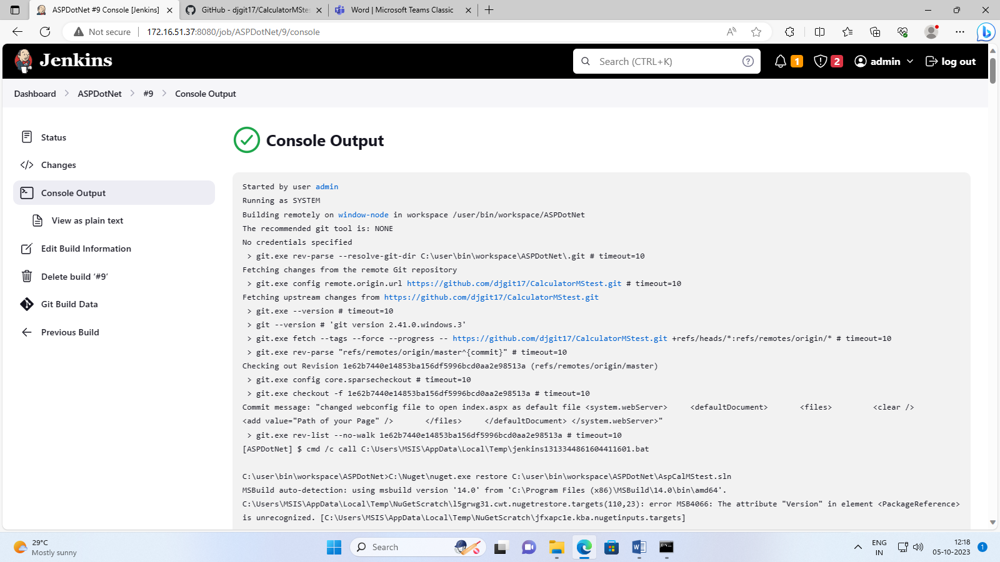 ASPDotNet #9 Console [Jenkins]
GitHub - djgit17/CalculatorMSte
Word | Microsoft Teams Classic
Not secure
172.16.51.37:8080/job/ASPDotNet/9/console
Jenkins
Search (CTRL+K)
1
2
admin
log out
Dashboard
ASPDotNet
#9
Console Output
Status
Changes
Console Output
View as plain text
Edit Build Information
Delete build ‘#9’
Git Build Data
Previous Build
Console Output
Started by user admin
Running as SYSTEM
Building remotely on window-node in workspace /user/bin/workspace/ASPDotNet
The recommended git tool is: NONE
No credentials specified
> git.exe rev-parse --resolve-git-dir C:\user\bin\workspace\ASPDotNet\.git # timeout=10
Fetching changes from the remote Git repository
> git.exe config remote.origin.url https://github.com/djgit17/CalculatorMStest.git # timeout=10
Fetching upstream changes from https://github.com/djgit17/CalculatorMStest.git
> git.exe --version # timeout=10
> git --version # 'git version 2.41.0.windows.3'
> git.exe fetch --tags --force --progress -- https://github.com/djgit17/CalculatorMStest.git +refs/heads/*:refs/remotes/origin/* # timeout=10
> git.exe rev-parse "refs/remotes/origin/master^{commit}" # timeout=10
Checking out Revision 1e62b7440e14853ba156df5996bcd0aa2e98513a (refs/remotes/origin/master)
> git.exe config core.sparsecheckout # timeout=10
> git.exe checkout -f 1e62b7440e14853ba156df5996bcd0aa2e98513a # timeout=10
Commit message: "changed webconfig file to open index.aspx as default file <system.webServer>     <defaultDocument>       <files>         <clear />
<add value="Path of your Page" />       </files>     </defaultDocument> </system.webServer>"
> git.exe rev-list --no-walk 1e62b7440e14853ba156df5996bcd0aa2e98513a # timeout=10
[ASPDotNet] $ cmd /c call C:\Users\MSIS\AppData\Local\Temp\jenkins1313344861604411601.bat
C:\user\bin\workspace\ASPDotNet>C:\Nuget\nuget.exe restore C:\user\bin\workspace\ASPDotNet\AspCalMStest.sln
MSBuild auto-detection: using msbuild version '14.0' from 'C:\Program Files (x86)\MSBuild\14.0\bin\amd64'.
C:\Users\MSIS\AppData\Local\Temp\NuGetScratch\l5grwg31.cwt.nugetrestore.targets(110,23): error MSB4066: The attribute "Version" in element <PackageReference>
is unrecognized. [C:\Users\MSIS\AppData\Local\Temp\NuGetScratch\jfxapc1e.kba.nugetinputs.targets]
29°C
Mostly sunny
Search
ENG
IN
12:18
05-10-2023
1